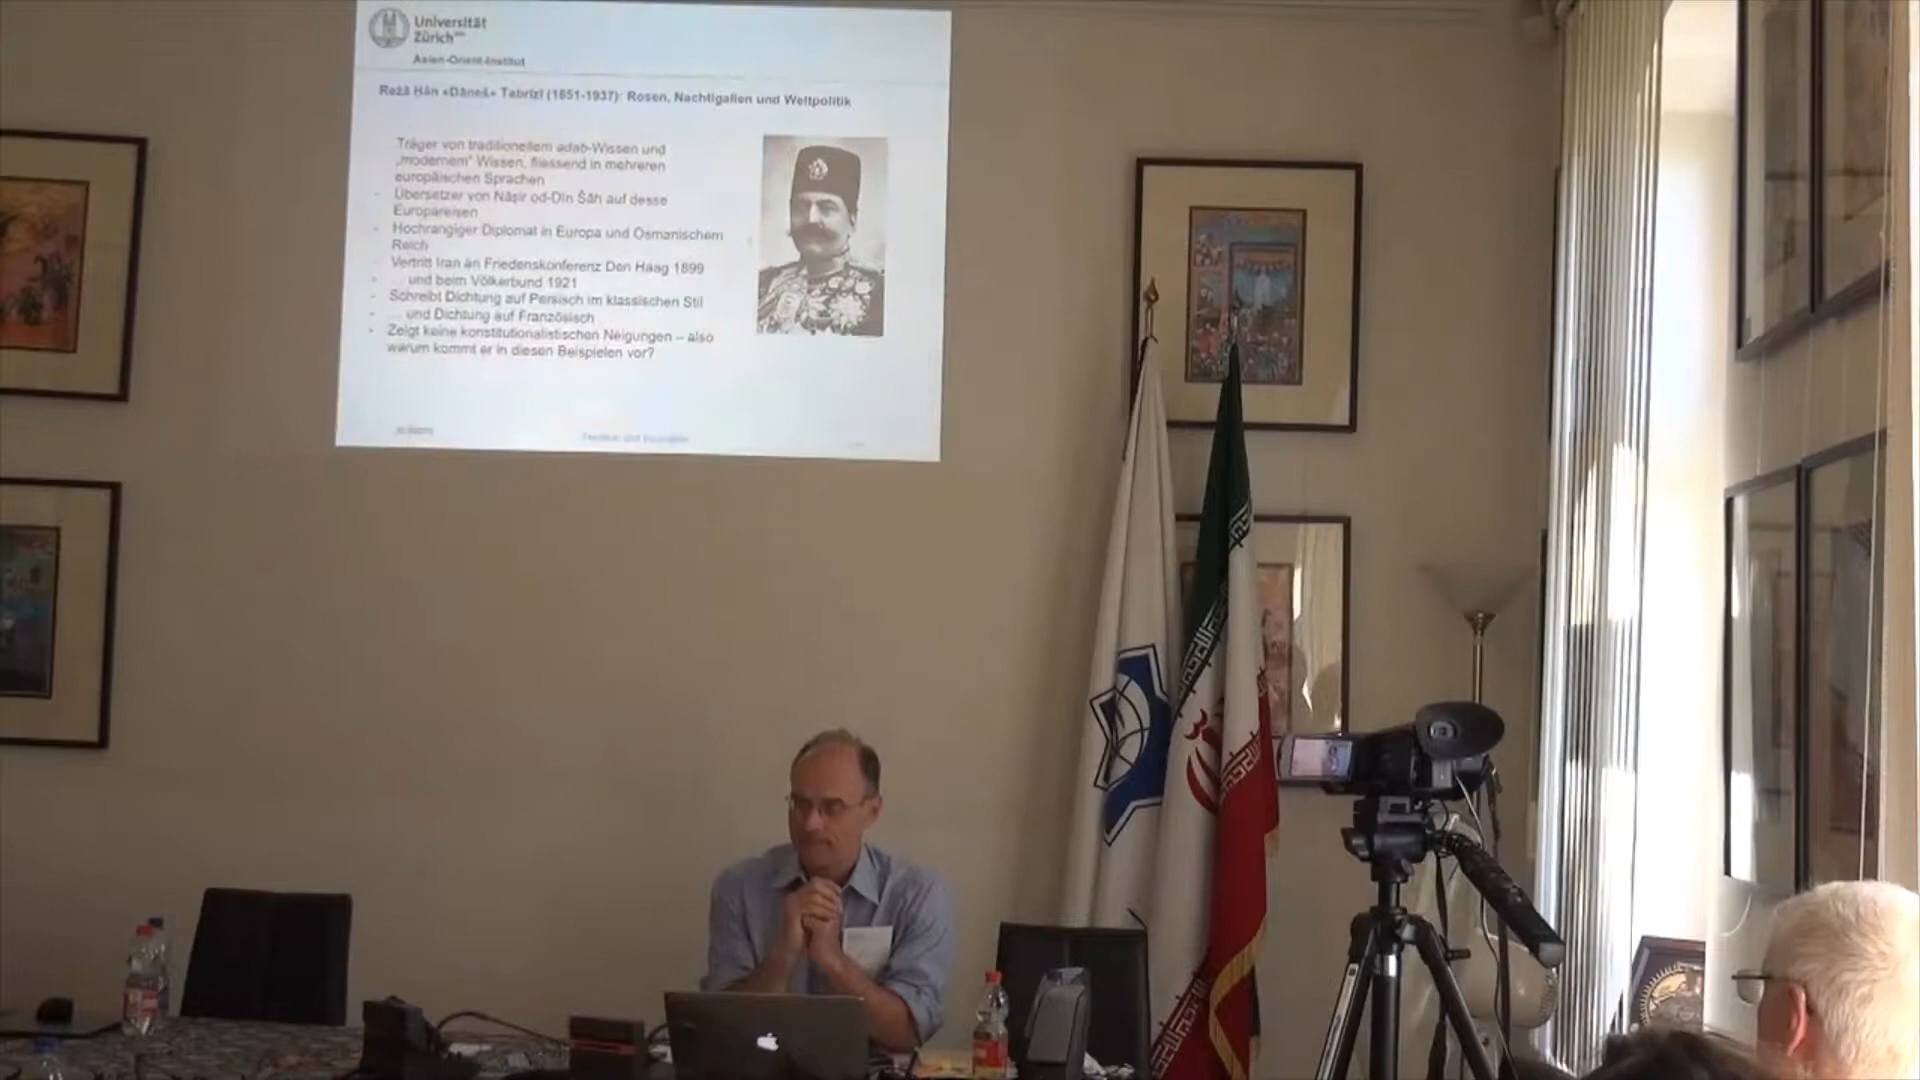 Universität
Zürich
Asien-Orient-Institut
Rezā Ḫān «Dāneš» Tabrīzī (1851-1937): Rosen, Nachtigallen und Weltpolitik
Träger von traditionellem adab-Wissen und
„modernem“ Wissen, fliessend in mehreren
europäischen Sprachen
- Übersetzer von Nāṣir od-Dīn Šāh auf desse
Europareisen
- Hochrangiger Diplomat in Europa und Osmanischem
Reich
- Vertritt Iran an Friedenskonferenz Den Haag 1899
- ... und beim Völkerbund 1921
- Schreibt Dichtung auf Persisch im klassischen Stil
- ... und Dichtung auf Französisch
- Zeigt keine konstitutionalistischen Neigungen – also
warum kommt er in diesen Beispielen vor?